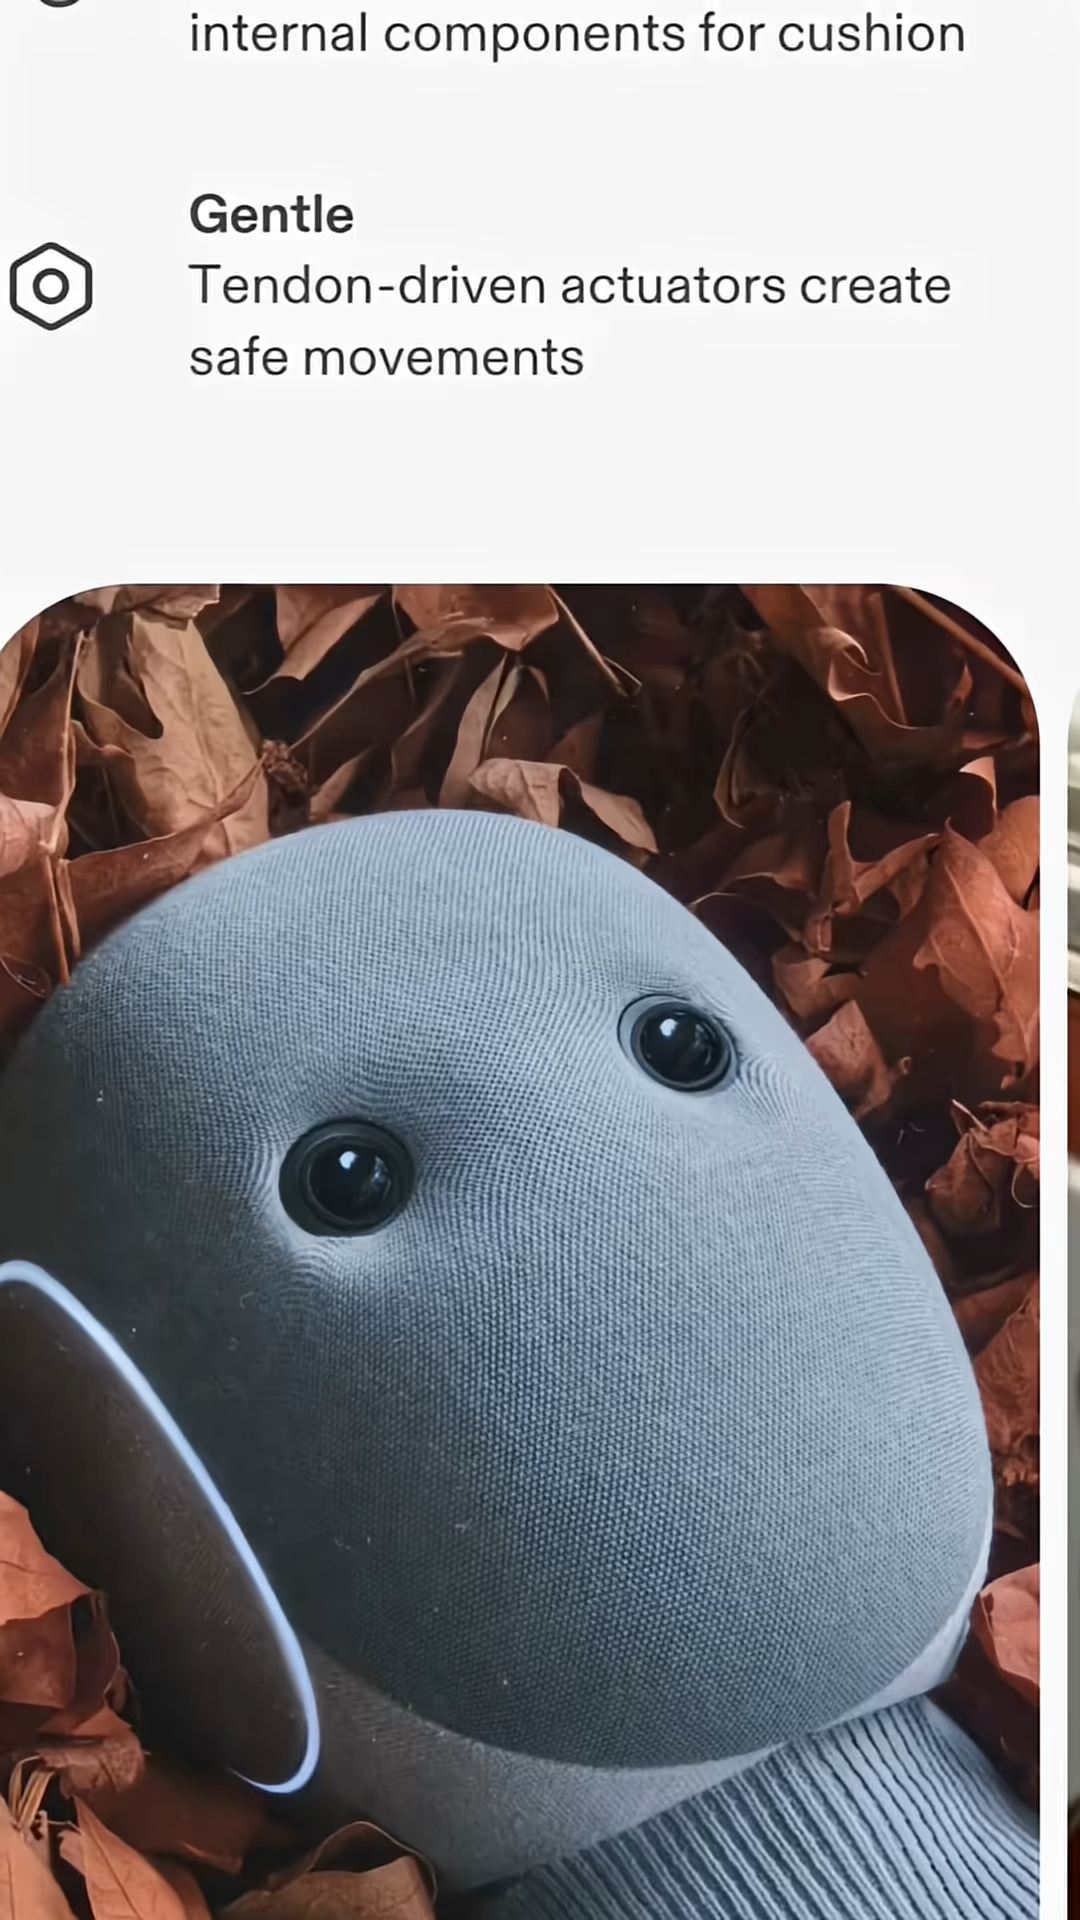 internal components for cushion
Gentle
Tendon-driven actuators create
safe movements